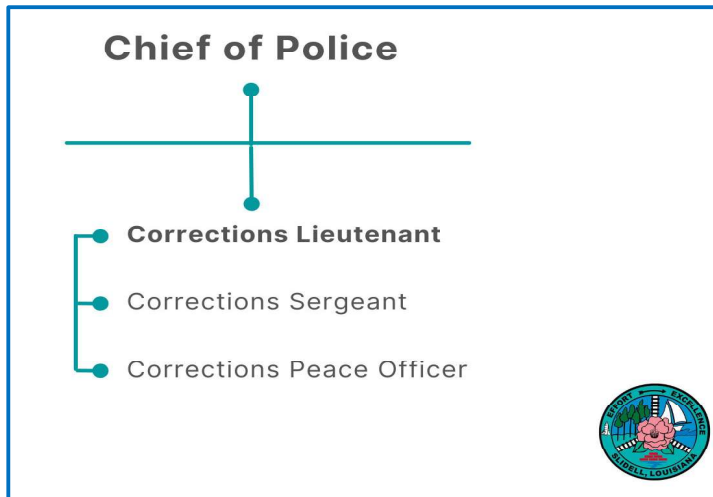 Chief of Police
Corrections Lieutenant
Corrections Sergeant
Corrections Peace Officer
EFFORT EXCELLENCE
SLIDELL, LOUISIANA